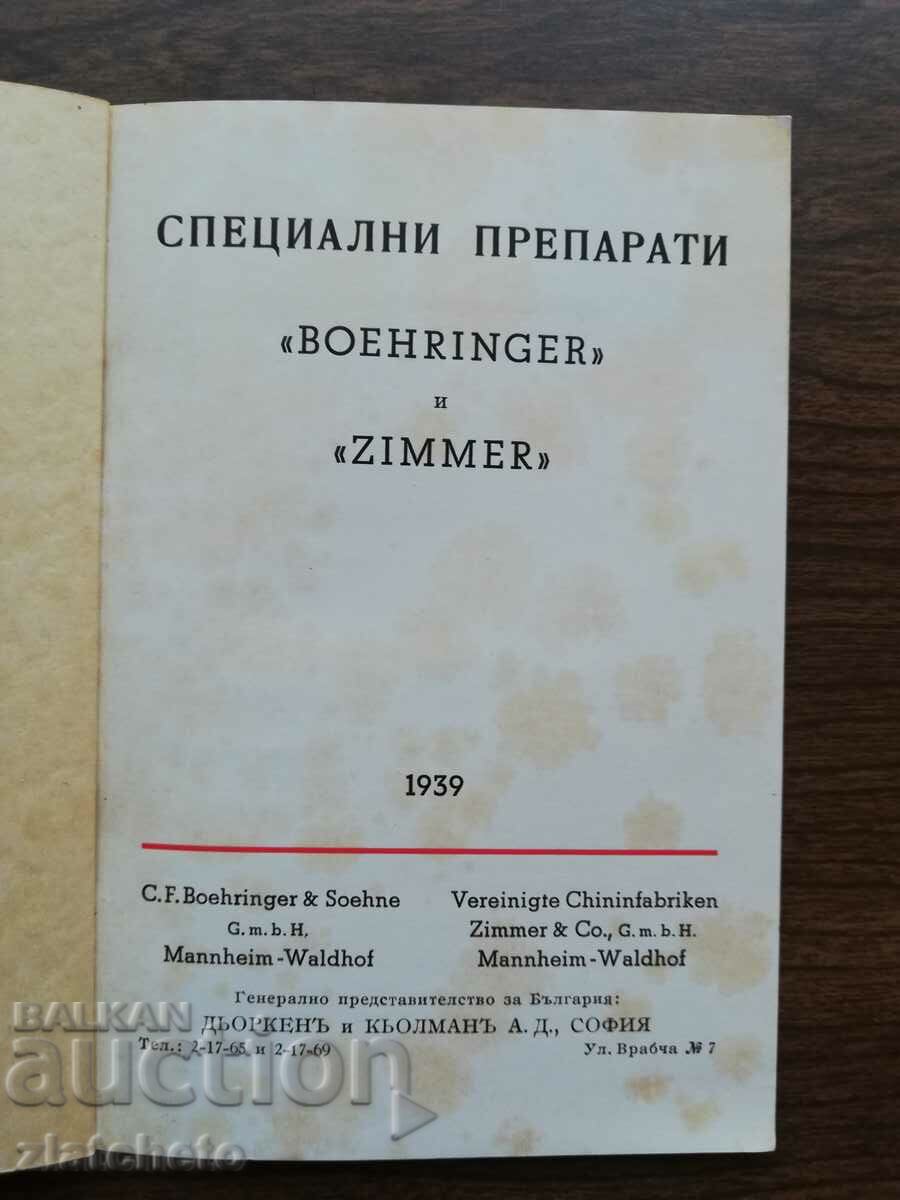 СПЕЦИАЛНИ ПРЕПАРАТИ
«BOEHRINGER»
и
«ZIMMER»
1939
C.F. Boehringer & Soehne
G. m. b. H,
Mannheim-Waldhof
Vereinigte Chininfabriken
Zimmer & Co., G. m. b. H.
Mannheim-Waldhof
Генерално представителство за България:
ДЬОРКЕНЪ и КЬОЛМАНЪ А. Д., СОФИЯ
Тел.: 2-17-65 и 2-17-69 Ул. Врабча № 7
BALKAN
auction
zlatcheto